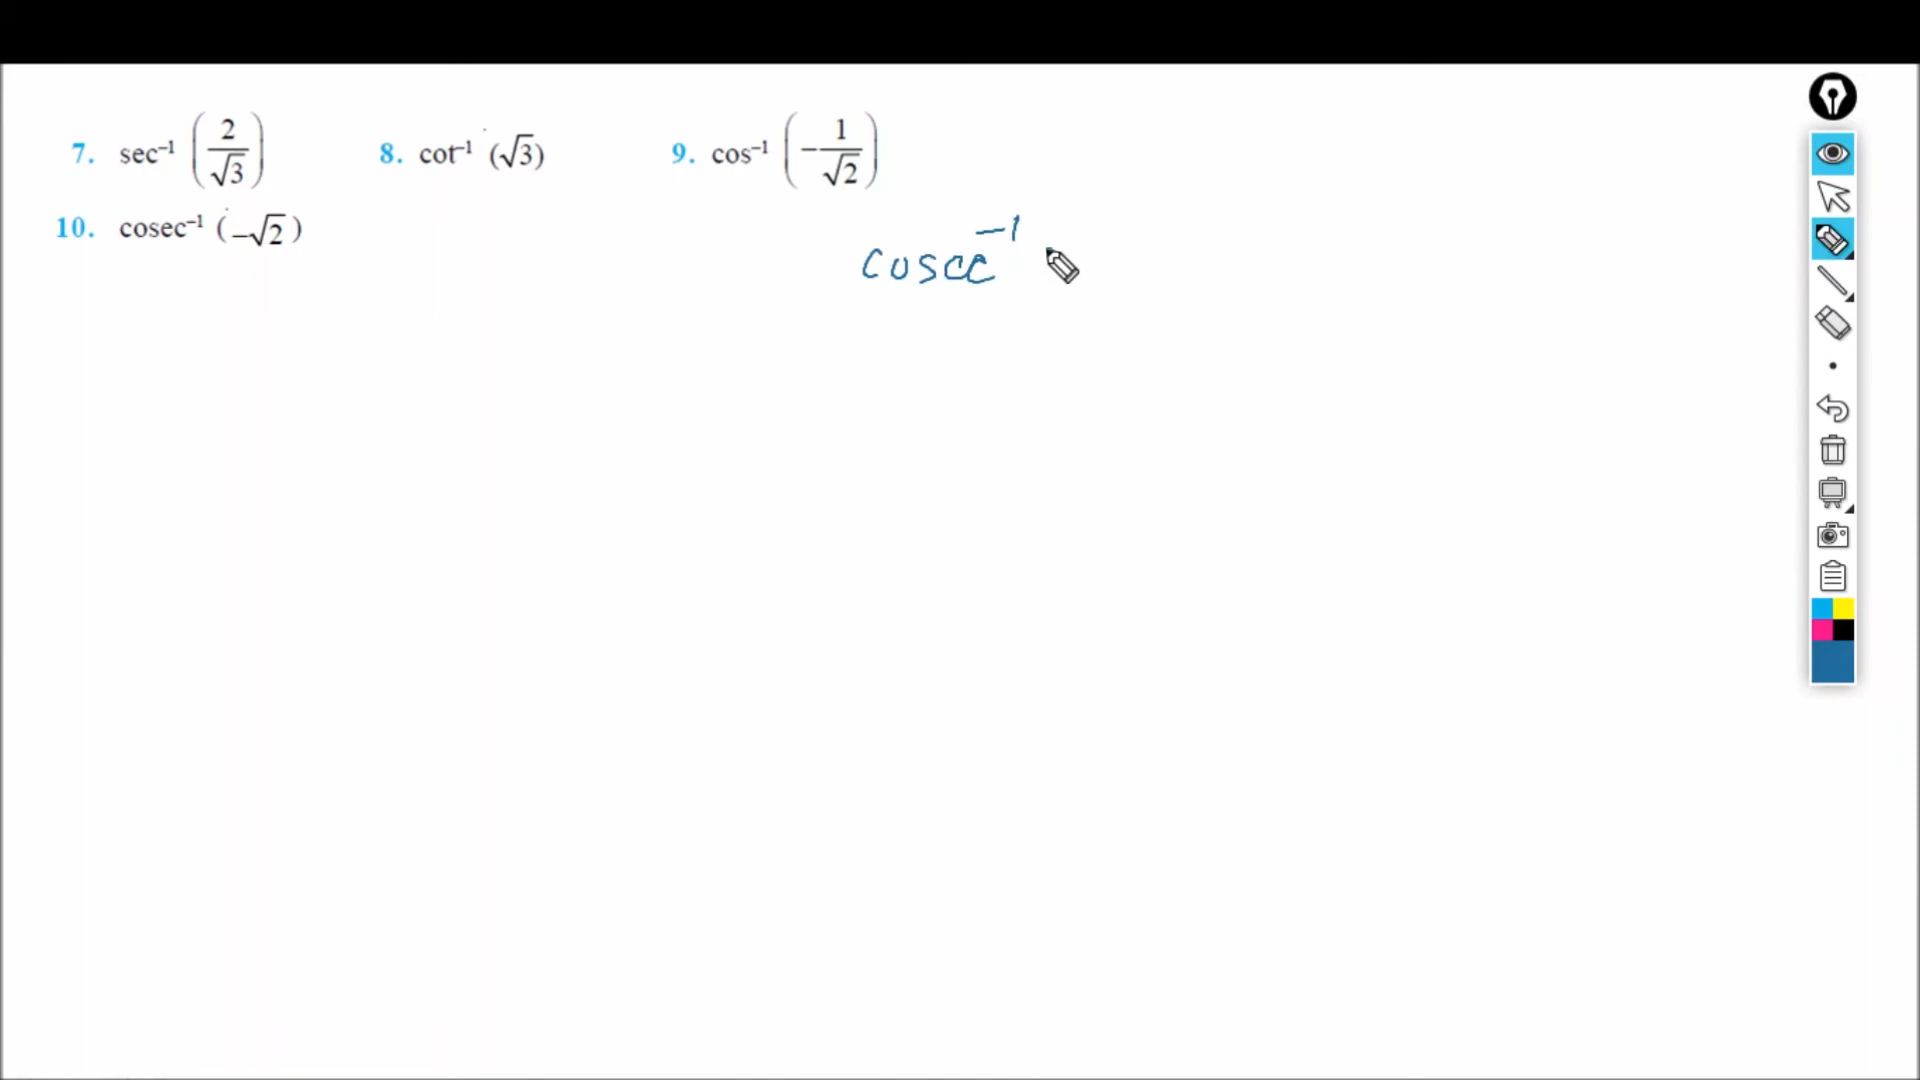 7. sec⁻¹ (2/√3) 8. cot⁻¹ (√3) 9. cos⁻¹ (−1/√2)
10. cosec⁻¹ (−√2)
cosec⁻¹